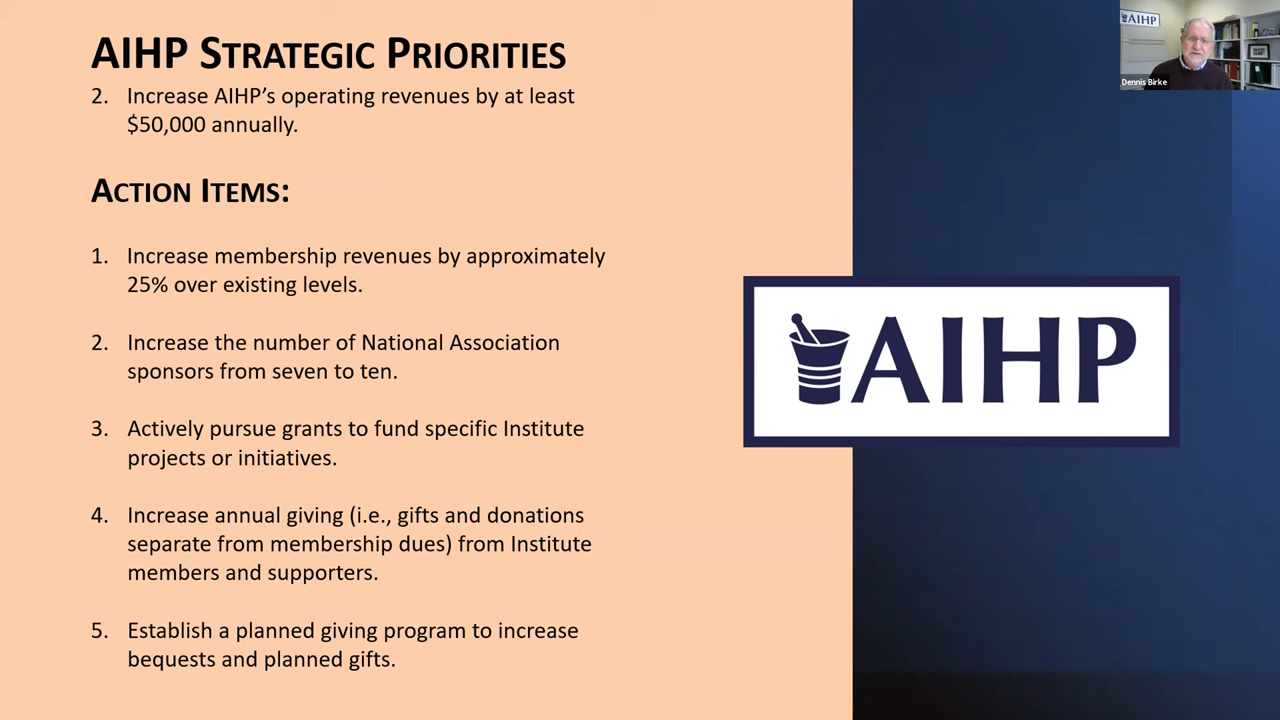 AIHP STRATEGIC PRIORITIES
2. Increase AIHP’s operating revenues by at least
$50,000 annually.
ACTION ITEMS:
1. Increase membership revenues by approximately
25% over existing levels.
2. Increase the number of National Association
sponsors from seven to ten.
3. Actively pursue grants to fund specific Institute
projects or initiatives.
4. Increase annual giving (i.e., gifts and donations
separate from membership dues) from Institute
members and supporters.
5. Establish a planned giving program to increase
bequests and planned gifts.
AIHP
AIHP
Dennis Birke